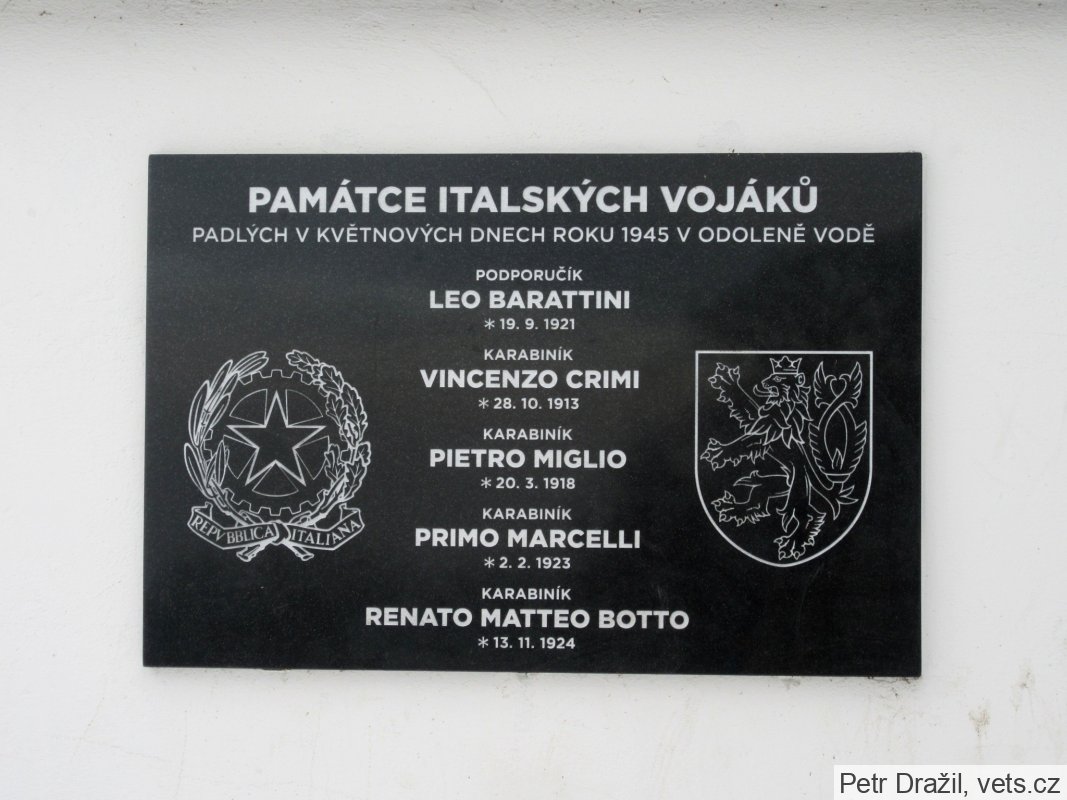 PAMÁTCE ITALSKÝCH VOJÁKŮ
PADLÝCH V KVĚTNOVÝCH DNECH ROKU 1945 V ODOLENĚ VODĚ
PODPORUČÍK
LEO BARATTINI
* 19. 9. 1921
KARABINÍK
VINCENZO CRIMI
* 28. 10. 1913
KARABINÍK
PIETRO MIGLIO
* 20. 3. 1918
KARABINÍK
PRIMO MARCELLI
* 2. 2. 1923
KARABINÍK
RENATO MATTEO BOTTO
* 13. 11. 1924
REPVBBLICA ITALIANA
Petr Dražil, vets.cz